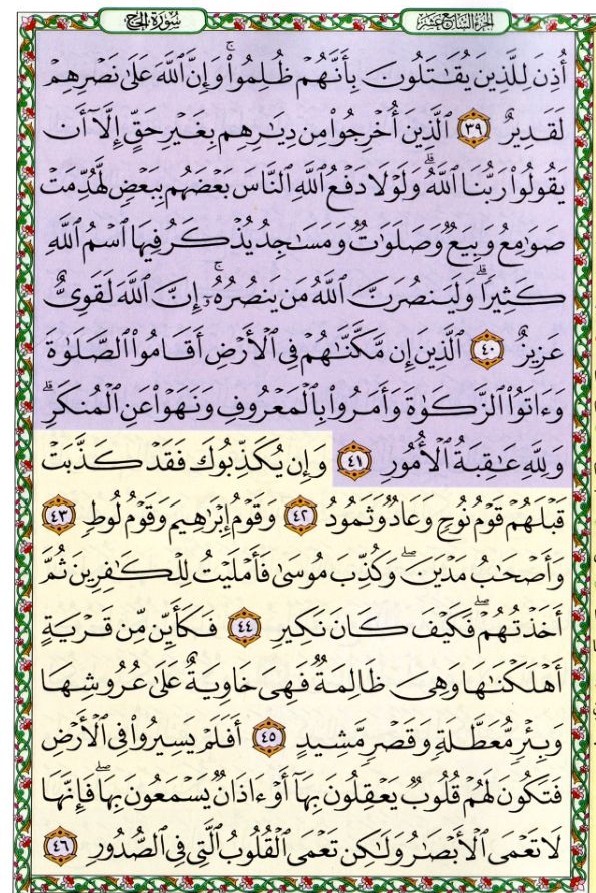 الجزء السابع عشر
سورة الحج
أُذِنَ لِلَّذِينَ يُقَٰتَلُونَ بِأَنَّهُمْ ظُلِمُوا۟ ۚ وَإِنَّ ٱللَّهَ عَلَىٰ نَصْرِهِمْ
لَقَدِيرٌ ﴿٣٩﴾ ٱلَّذِينَ أُخْرِجُوا۟ مِن دِيَٰرِهِم بِغَيْرِ حَقٍّ إِلَّآ أَن
يَقُولُوا۟ رَبُّنَا ٱللَّهُ ۗ وَلَوْلَا دَفْعُ ٱللَّهِ ٱلنَّاسَ بَعْضَهُم بِبَعْضٍ لَّهُدِّمَتْ
صَوَٰمِعُ وَبِيَعٌ وَصَلَوَٰتٌ وَمَسَٰجِدُ يُذْكَرُ فِيهَا ٱسْمُ ٱللَّهِ
كَثِيرًا ۗ وَلَيَنصُرَنَّ ٱللَّهُ مَن يَنصُرُهُۥٓ ۗ إِنَّ ٱللَّهَ لَقَوِىٌّ
عَزِيزٌ ﴿٤٠﴾ ٱلَّذِينَ إِن مَّكَّنَّٰهُمْ فِى ٱلْأَرْضِ أَقَامُوا۟ ٱلصَّلَوٰةَ
وَءَاتَوُا۟ ٱلزَّكَوٰةَ وَأَمَرُوا۟ بِٱلْمَعْرُوفِ وَنَهَوْا۟ عَنِ ٱلْمُنكَرِ ۗ
وَلِلَّهِ عَٰقِبَةُ ٱلْأُمُورِ ﴿٤١﴾ وَإِن يُكَذِّبُوكَ فَقَدْ كَذَّبَتْ
قَبْلَهُمْ قَوْمُ نُوحٍ وَعَادٌ وَثَمُودُ ﴿٤٢﴾ وَقَوْمُ إِبْرَٰهِيمَ وَقَوْمُ لُوطٍ ﴿٤٣﴾
وَأَصْحَٰبُ مَدْيَنَ ۖ وَكُذِّبَ مُوسَىٰ فَأَمْلَيْتُ لِلْكَٰفِرِينَ ثُمَّ
أَخَذْتُهُمْ ۖ فَكَيْفَ كَانَ نَكِيرِ ﴿٤٤﴾ فَكَأَيِّن مِّن قَرْيَةٍ
أَهْلَكْنَٰهَا وَهِىَ ظَالِمَةٌ فَهِىَ خَاوِيَةٌ عَلَىٰ عُرُوشِهَا
وَبِئْرٍ مُّعَطَّلَةٍ وَقَصْرٍ مَّشِيدٍ ﴿٤٥﴾ أَفَلَمْ يَسِيرُوا۟ فِى ٱلْأَرْضِ
فَتَكُونَ لَهُمْ قُلُوبٌ يَعْقِلُونَ بِهَآ أَوْ ءَاذَانٌ يَسْمَعُونَ بِهَا ۖ فَإِنَّهَا
لَا تَعْمَى ٱلْأَبْصَٰرُ وَلَٰكِن تَعْمَى ٱلْقُلُوبُ ٱلَّتِى فِى ٱلصُّدُورِ ﴿٤٦﴾